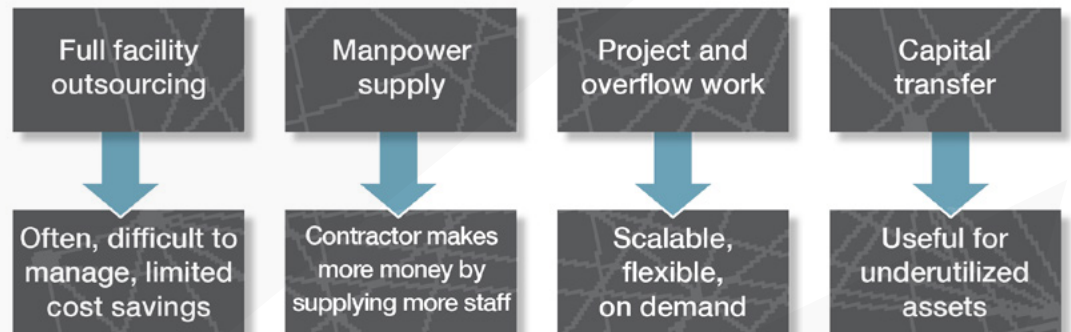 Full facility
outsourcing
Manpower
supply
Project and
overflow work
Capital
transfer
Often, difficult to
manage, limited
cost savings
Contractor makes
more money by
supplying more staff
Scalable,
flexible,
on demand
Useful for
underutilized
assets